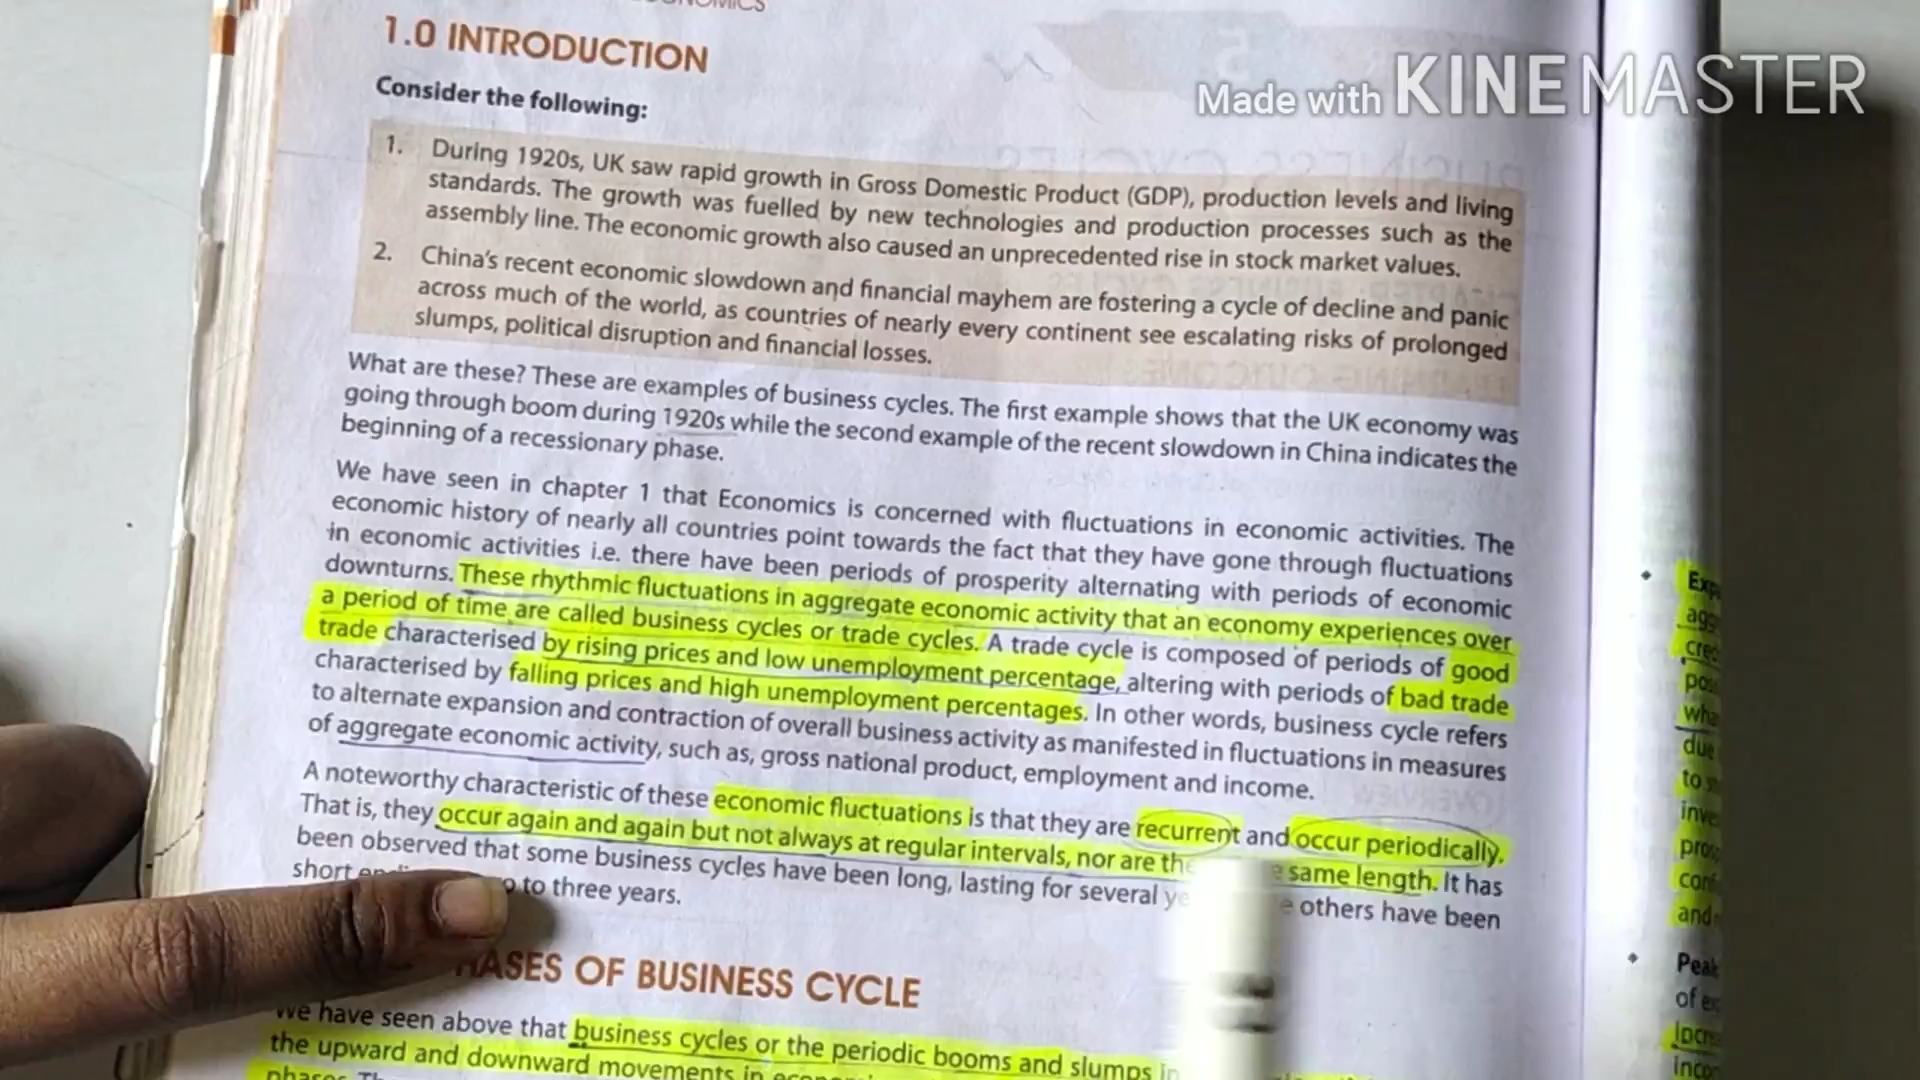 1.0 INTRODUCTION
Made with KINEMASTER
Consider the following:
1. During 1920s, UK saw rapid growth in Gross Domestic Product (GDP), production levels and living
standards. The growth was fuelled by new technologies and production processes such as the
assembly line. The economic growth also caused an unprecedented rise in stock market values.
2. China's recent economic slowdown and financial mayhem are fostering a cycle of decline and panic
across much of the world, as countries of nearly every continent see escalating risks of prolonged
slumps, political disruption and financial losses.
What are these? These are examples of business cycles. The first example shows that the UK economy was
going through boom during 1920s while the second example of the recent slowdown in China indicates the
beginning of a recessionary phase.
We have seen in chapter 1 that Economics is concerned with fluctuations in economic activities. The
economic history of nearly all countries point towards the fact that they have gone through fluctuations
in economic activities i.e. there have been periods of prosperity alternating with periods of economic
downturns. These rhythmic fluctuations in aggregate economic activity that an economy experiences over
a period of time are called business cycles or trade cycles. A trade cycle is composed of periods of good
trade characterised by rising prices and low unemployment percentage, altering with periods of bad trade
characterised by falling prices and high unemployment percentages. In other words, business cycle refers
to alternate expansion and contraction of overall business activity as manifested in fluctuations in measures
of aggregate economic activity, such as, gross national product, employment and income.
A noteworthy characteristic of these economic fluctuations is that they are recurrent and occur periodically.
That is, they occur again and again but not always at regular intervals, nor are same length. It has
been observed that some business cycles have been long, lasting for several others have been
short to three years.
OF BUSINESS CYCLE
We have seen above that business cycles or the periodic booms and slumps in
the upward and downward movements in
Peak
of
and